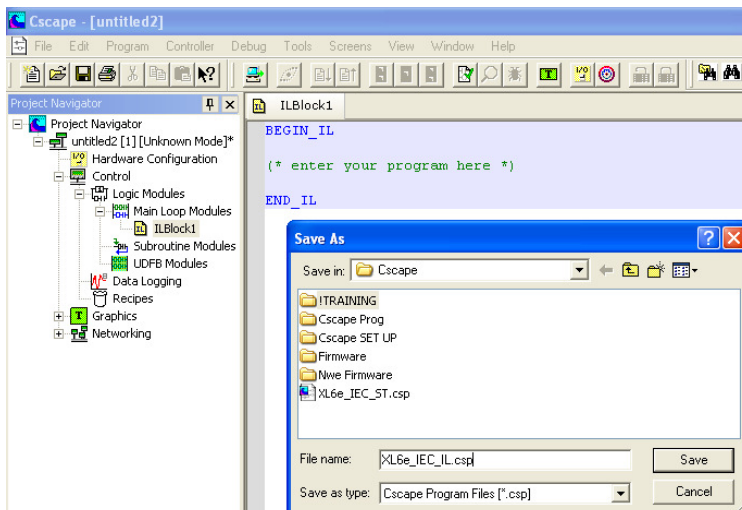 Cscape - [untitled2]
File Edit Program Controller Debug Tools Screens View Window Help
Project Navigator
ILBlock1
Project Navigator
untitled2 [1] [Unknown Mode]*
Hardware Configuration
Control
Logic Modules
Main Loop Modules
ILBlock1
Subroutine Modules
UDFB Modules
Data Logging
Recipes
Graphics
Networking
BEGIN_IL
(* enter your program here *)
END_IL
Save As
Save in: Cscape
!TRAINING
Cscape Prog
Cscape SET UP
Firmware
Nwe Firmware
XL6e_IEC_ST.csp
File name: XL6e_IEC_IL.csp Save
Save as type: Cscape Program Files [*.csp] Cancel